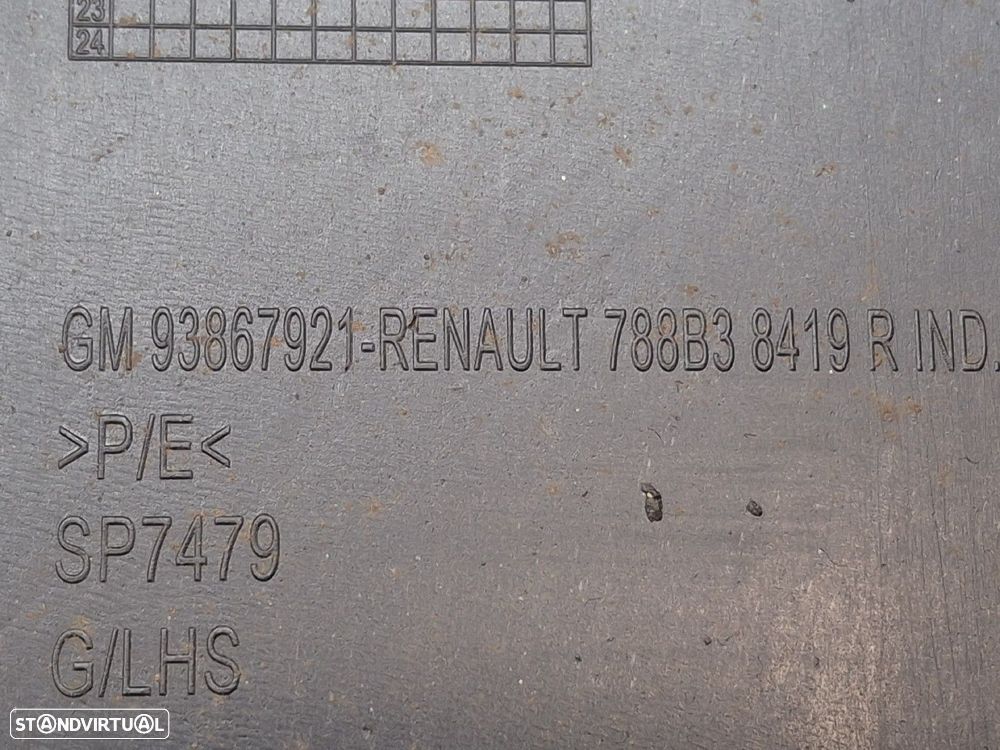 23
24
GM 93867921-RENAULT 788B3 8419 R IND.
>P/E<
SP7479
G/LHS
STANDVIRTUAL